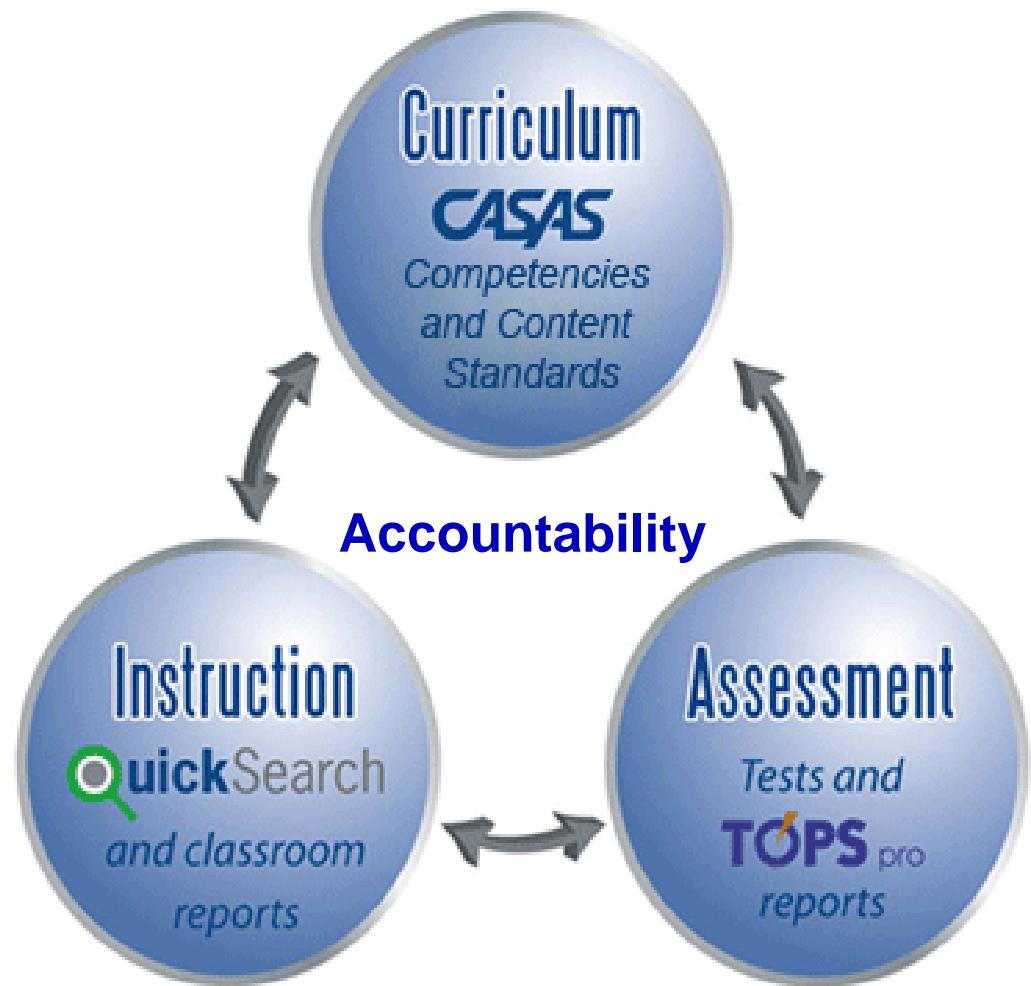 Curriculum
CASAS
Competencies
and Content
Standards
Accountability
Instruction
QuickSearch
and classroom
reports
Assessment
Tests and
TOPS pro
reports